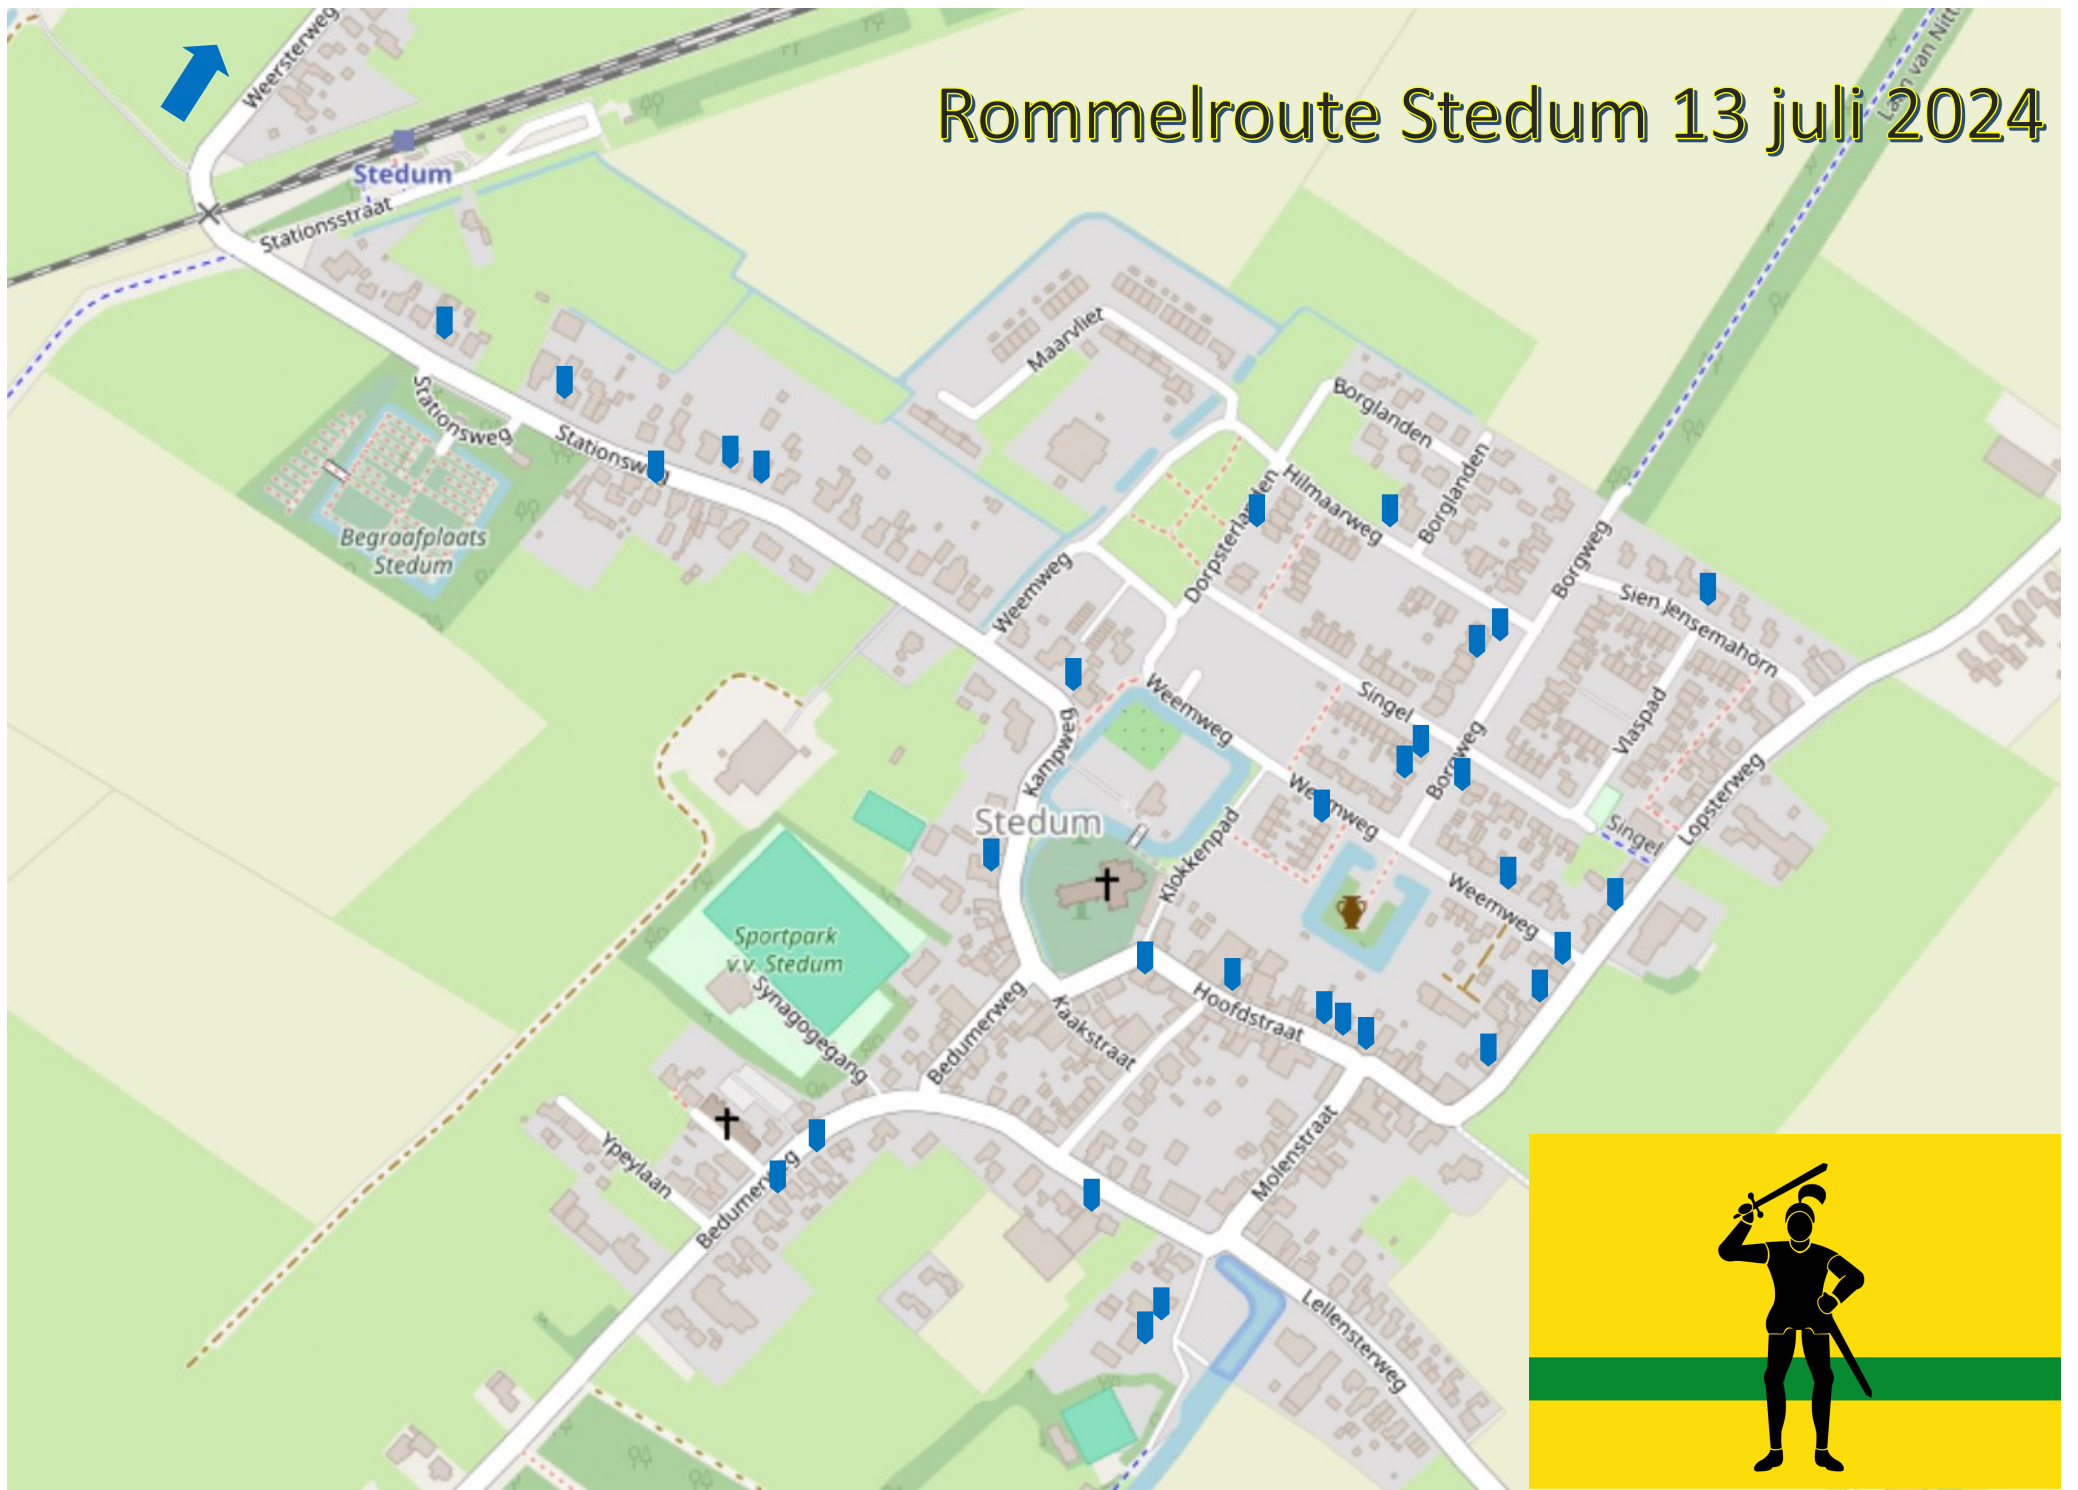 Rommelroute Stedum 13 juli 2024
Weersterweg
Laan van Nitt
Stedum
Stationsstraat
Maarvliet
Stationsweg
Stationsweg
Borglanden
Borglanden
Hilmaarweg
Dorpsterlanden
Begraafplaats
Stedum
Borgweg
Weemweg
Sien Jensemahörn
Singel
Vlaspad
Weemweg
Kampweg
Borgweg
Weemweg
Stedum
Klokkenpad
Singel
Lopsterweg
Weemweg
Sportpark
v.v. Stedum
Synagogegang
Bedumerweg
Kaakstraat
Hoofdstraat
Molenstraat
Ypeylaan
Bedumerweg
Lellensterweg